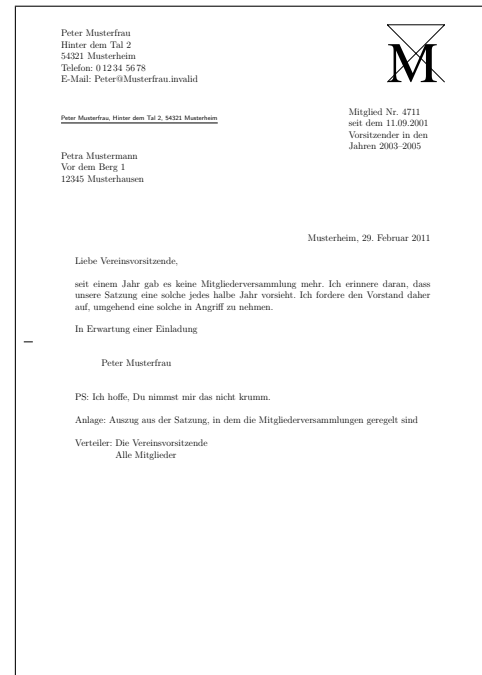 Peter Musterfrau
Hinter dem Tal 2
54321 Musterheim
Telefon: 0 12 34 56 78
E-Mail: Peter@Musterfrau.invalid
M
Peter Musterfrau, Hinter dem Tal 2, 54321 Musterheim
Mitglied Nr. 4711
seit dem 11.09.2001
Vorsitzender in den
Jahren 2003–2005
Petra Mustermann
Vor dem Berg 1
12345 Musterhausen
Musterheim, 29. Februar 2011
Liebe Vereinsvorsitzende,
seit einem Jahr gab es keine Mitgliederversammlung mehr. Ich erinnere daran, dass
unsere Satzung eine solche jedes halbe Jahr vorsieht. Ich fordere den Vorstand daher
auf, umgehend eine solche in Angriff zu nehmen.
In Erwartung einer Einladung
Peter Musterfrau
PS: Ich hoffe, Du nimmst mir das nicht krumm.
Anlage: Auszug aus der Satzung, in dem die Mitgliederversammlungen geregelt sind
Verteiler: Die Vereinsvorsitzende
Alle Mitglieder